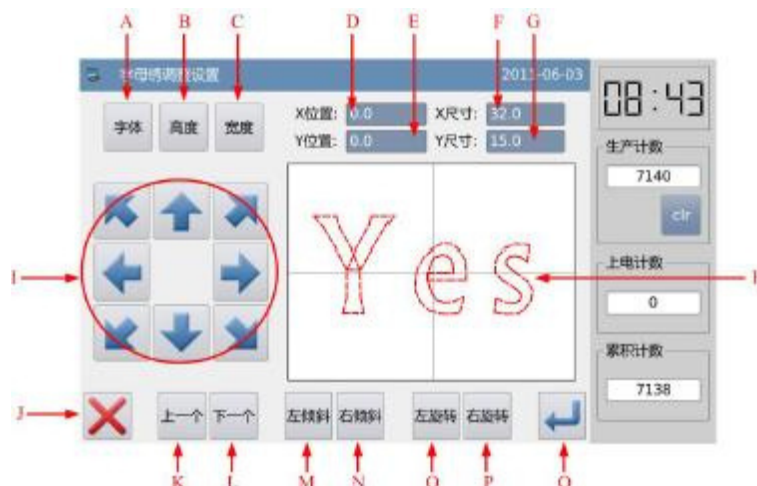 A B C D E F G
字母绣调整设置 2011-06-03
08:43
字体 高度 宽度
X位置: 0.0 X尺寸: 32.0
Y位置: 0.0 Y尺寸: 15.0
生产计数
7140
clr
Yes
I
上电计数
0
累积计数
7138
J
上一个 下一个 左倾斜 右倾斜 左旋转 右旋转
K L M N O P Q